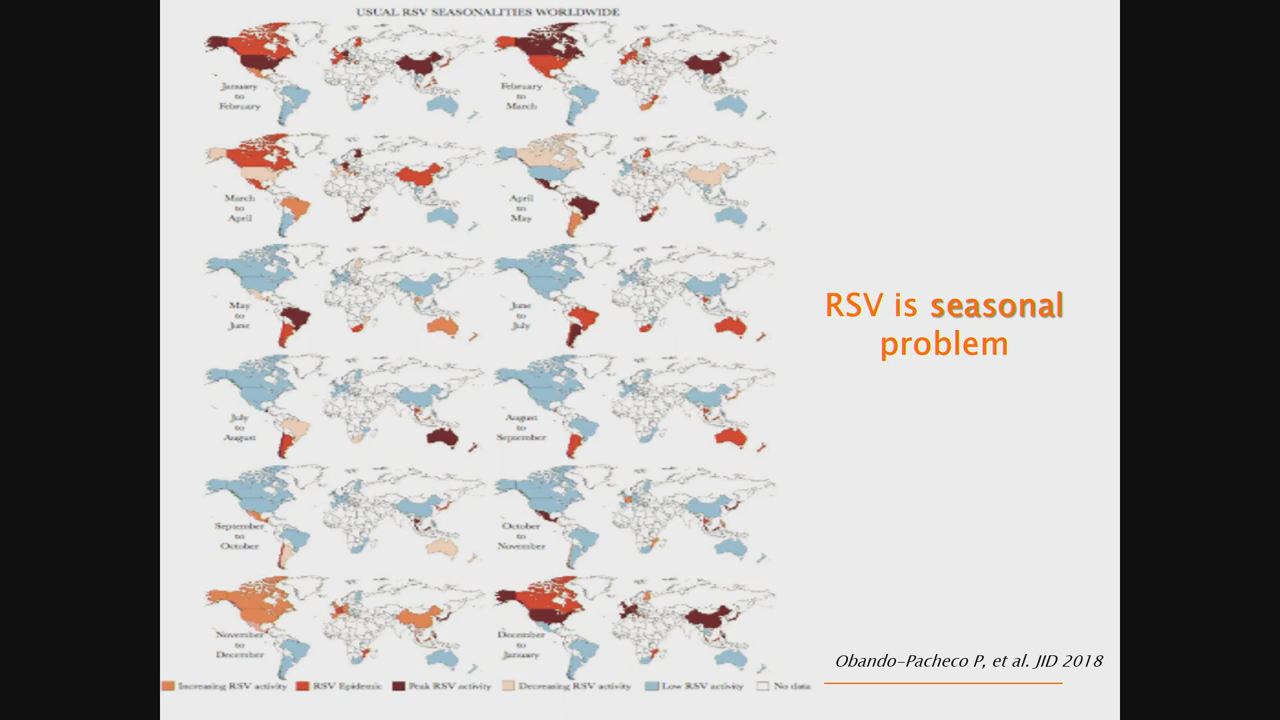 USUAL RSV SEASONALITIES WORLDWIDE
January
to
February
February
to
March
March
to
April
April
to
May
May
to
June
June
to
July
July
to
August
August
to
September
September
to
October
October
to
November
November
to
December
December
to
January
Increasing RSV activity RSV Epidemic Peak RSV activity Decreasing RSV activity Low RSV activity No data
RSV is seasonal
problem
Obando-Pacheco P, et al. JID 2018